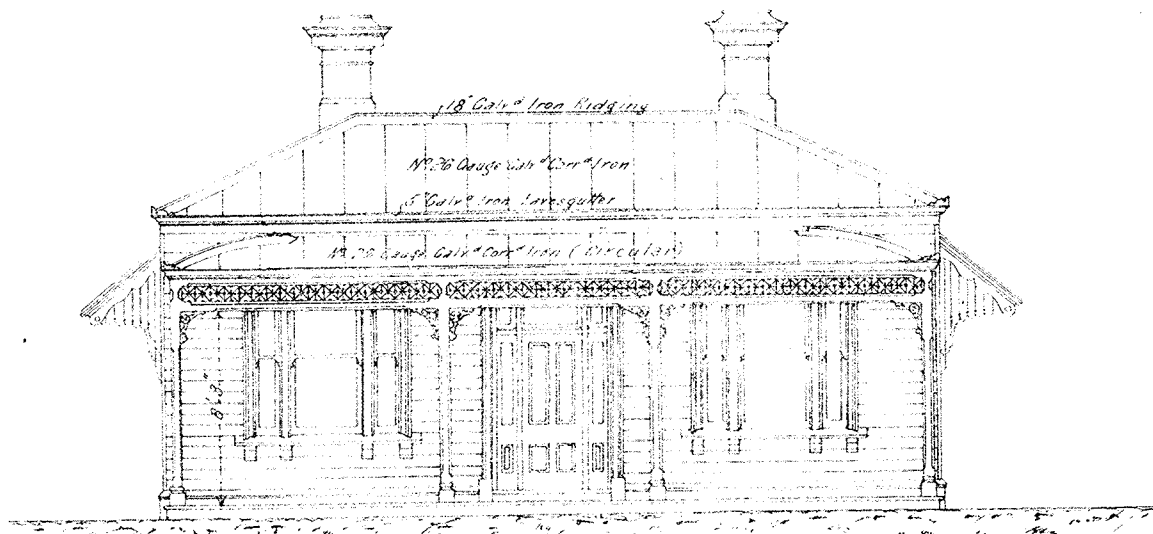 18" Galvd Iron Ridging
No. 26 Gauge Galvd Corrd Iron
5" Galvd Iron Eavesgutter
No. 26 Gauge Galvd Corrd Iron (Circular)
8'.3"